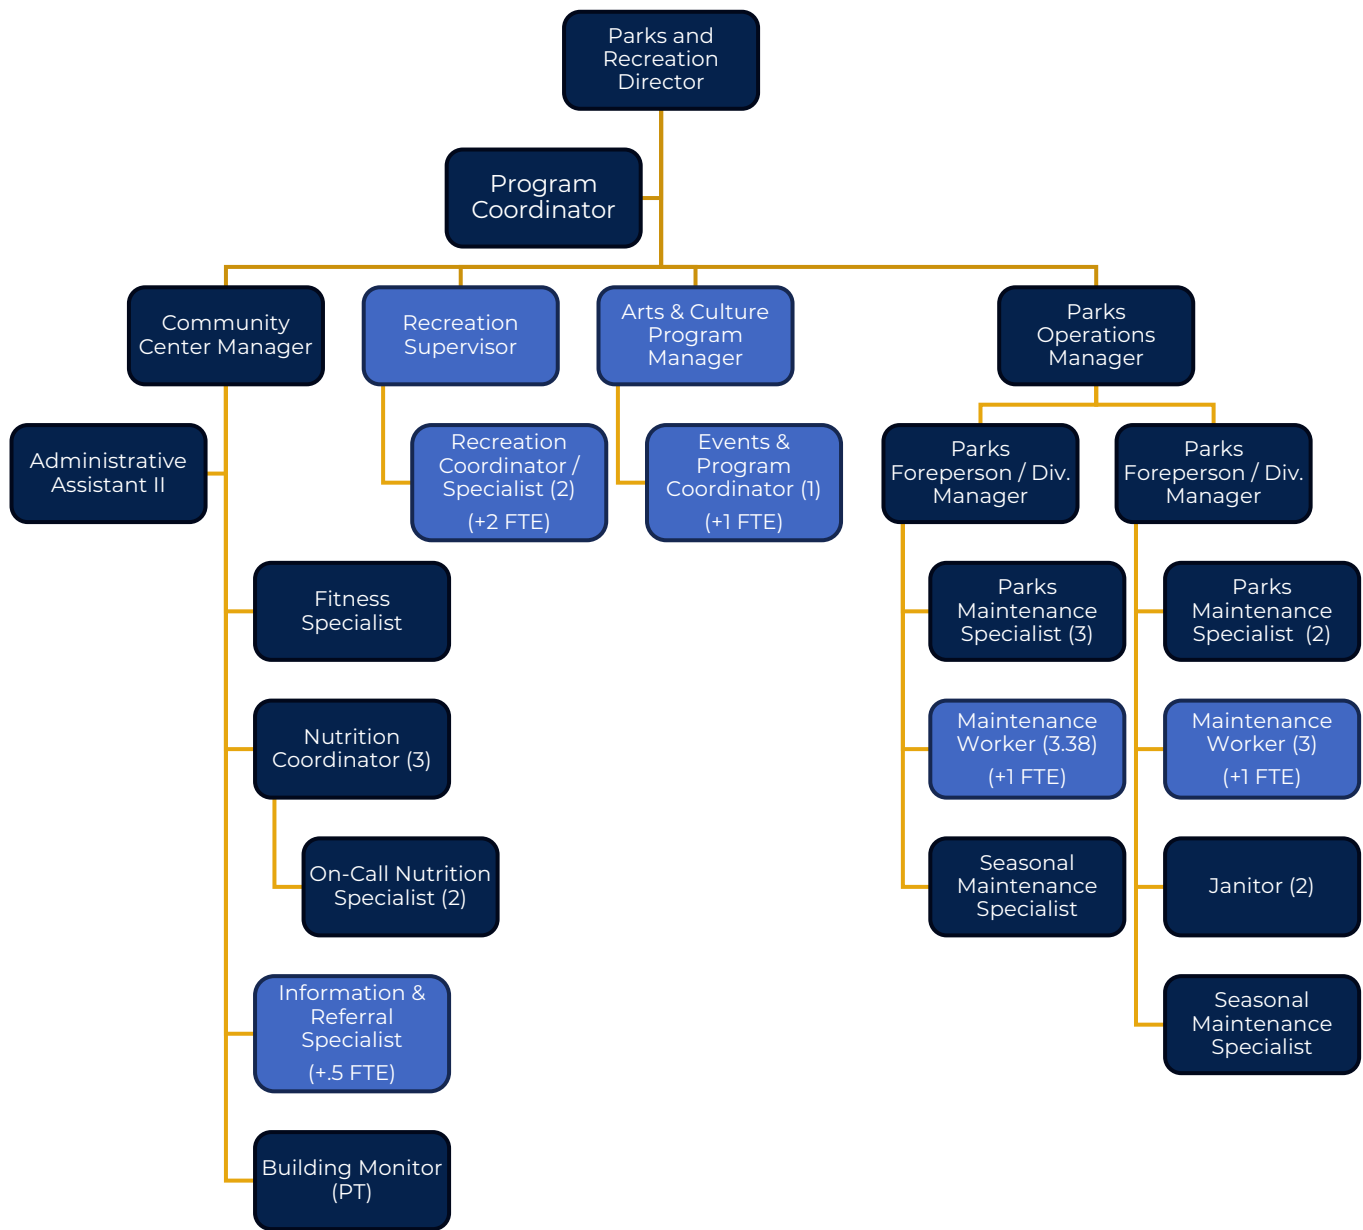 Parks and
Recreation
Director
Program
Coordinator
Community
Center Manager
Recreation
Supervisor
Arts & Culture
Program
Manager
Parks
Operations
Manager
Administrative
Assistant II
Recreation
Coordinator /
Specialist (2)
(+2 FTE)
Events &
Program
Coordinator (1)
(+1 FTE)
Parks
Foreperson / Div.
Manager
Parks
Foreperson / Div.
Manager
Fitness
Specialist
Parks
Maintenance
Specialist (3)
Parks
Maintenance
Specialist (2)
Nutrition
Coordinator (3)
Maintenance
Worker (3.38)
(+1 FTE)
Maintenance
Worker (3)
(+1 FTE)
On-Call Nutrition
Specialist (2)
Seasonal
Maintenance
Specialist
Janitor (2)
Information &
Referral
Specialist
(+.5 FTE)
Seasonal
Maintenance
Specialist
Building Monitor
(PT)